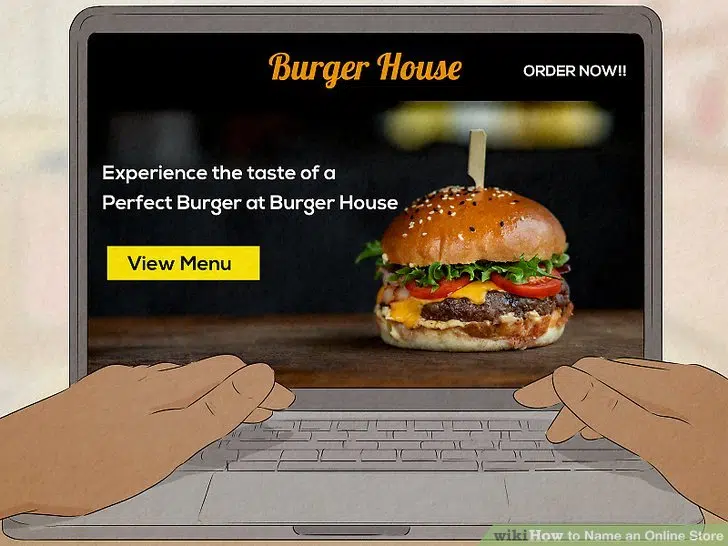 Burger House
ORDER NOW!!
Experience the taste of a
Perfect Burger at Burger House
View Menu
wikiHow to Name an Online Store